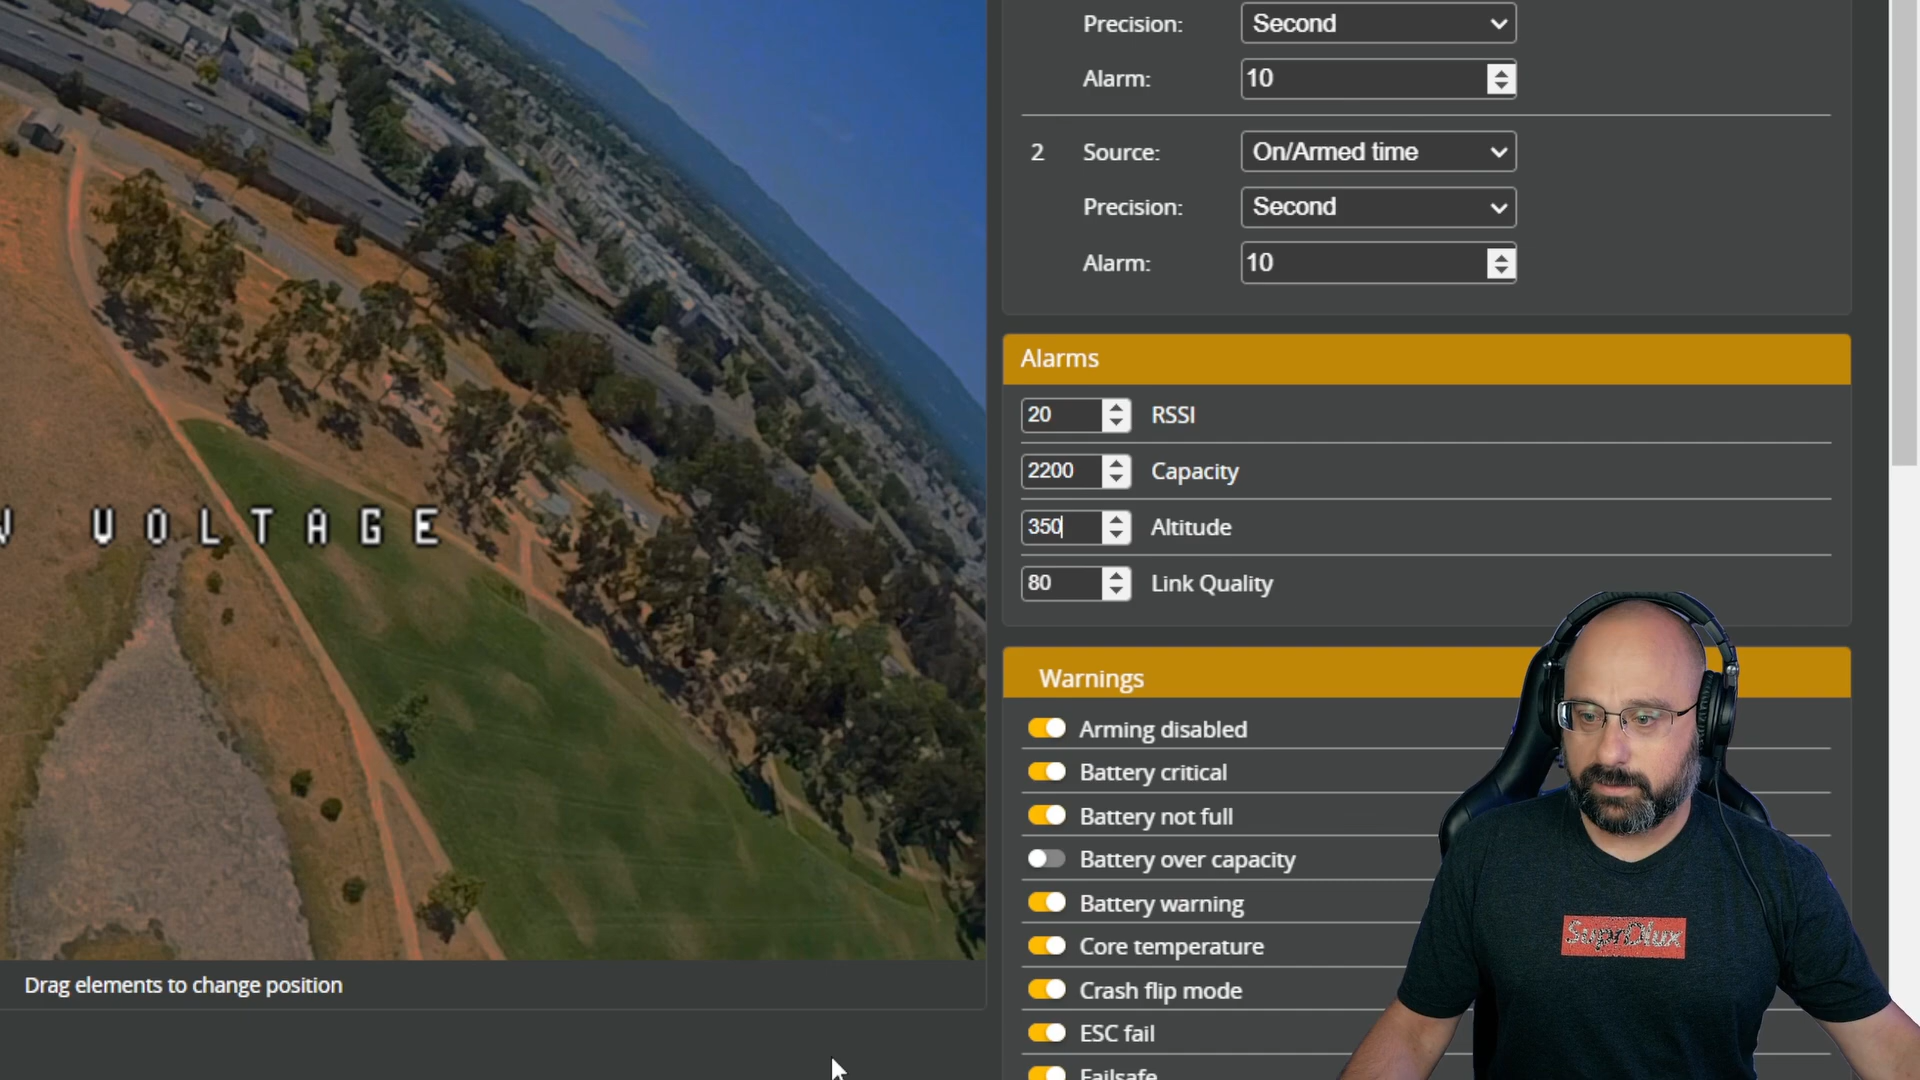 Precision: Second
Alarm: 10
2 Source: On/Armed time
Precision: Second
Alarm: 10
Alarms
20 RSSI
2200 Capacity
350 Altitude
80 Link Quality
VOLTAGE
Warnings
Arming disabled
Battery critical
Battery not full
Battery over capacity
Battery warning
Core temperature
Crash flip mode
ESC fail
Failsafe
Drag elements to change position
SuprDlux